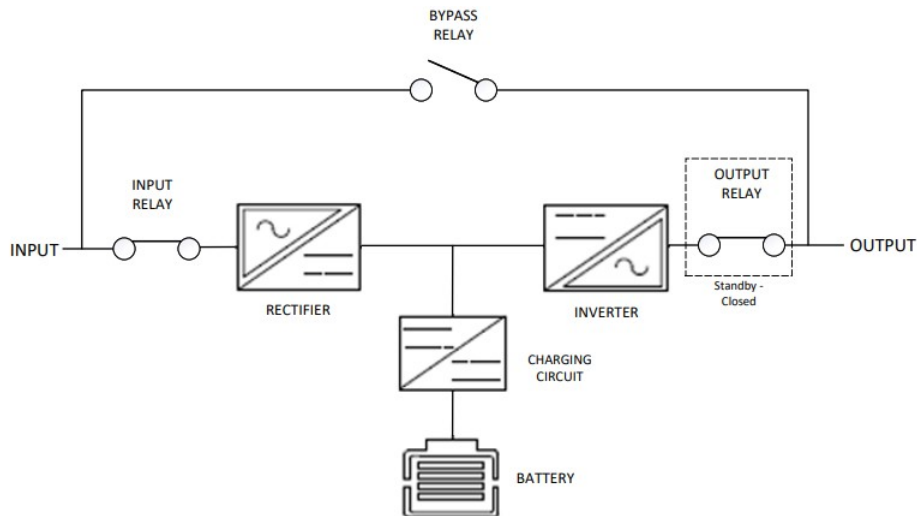 BYPASS
RELAY
INPUT
RELAY
OUTPUT
RELAY
INPUT
OUTPUT
Standby -
Closed
RECTIFIER
INVERTER
CHARGING
CIRCUIT
BATTERY